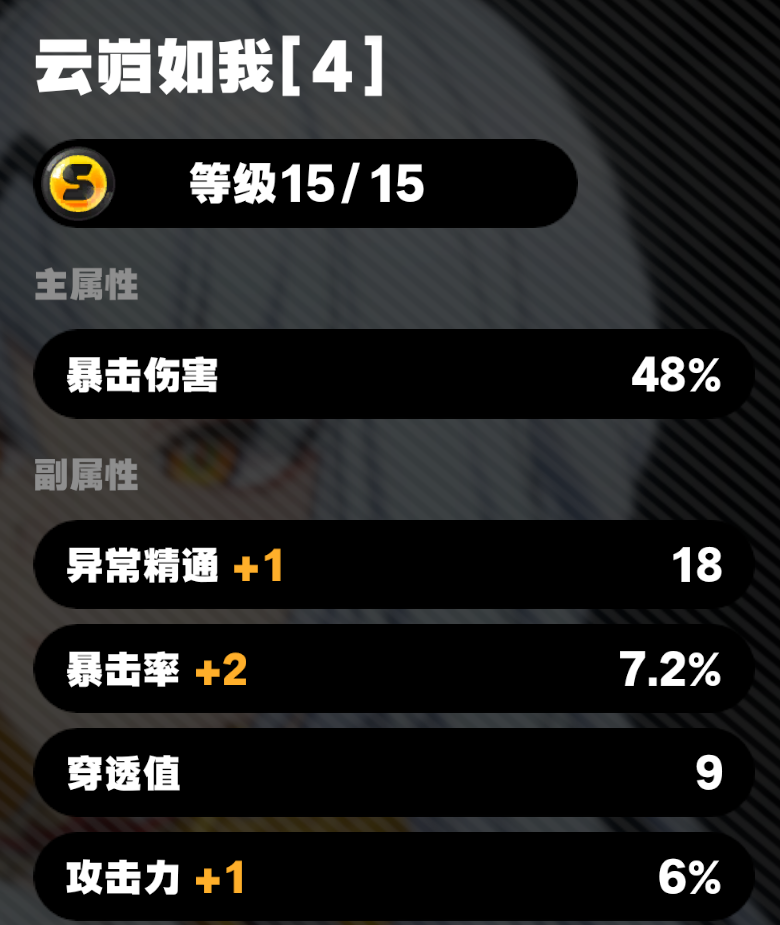 云岿如我[4]
S 等级15/15
主属性
暴击伤害 48%
副属性
异常精通 +1 18
暴击率 +2 7.2%
穿透值 9
攻击力 +1 6%